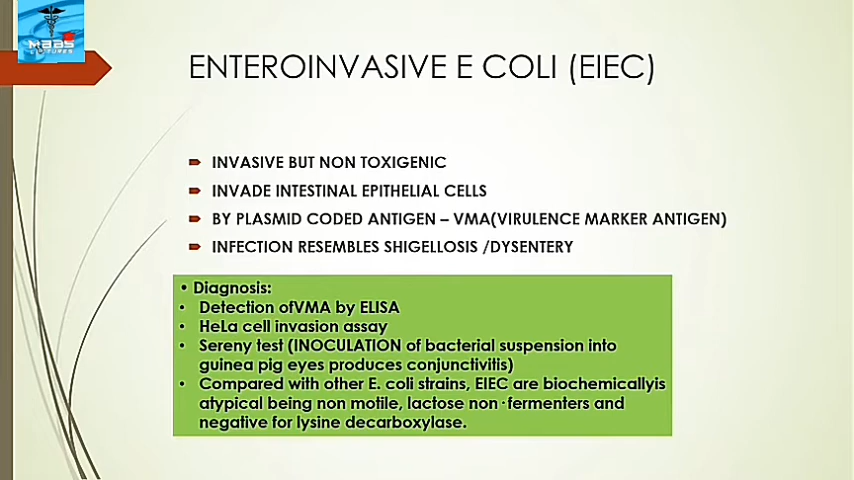 MAAS
LECTURES
ENTEROINVASIVE E COLI (EIEC)
INVASIVE BUT NON TOXIGENIC
INVADE INTESTINAL EPITHELIAL CELLS
BY PLASMID CODED ANTIGEN – VMA(VIRULENCE MARKER ANTIGEN)
INFECTION RESEMBLES SHIGELLOSIS /DYSENTERY
• Diagnosis:
• Detection ofVMA by ELISA
• HeLa cell invasion assay
• Sereny test (INOCULATION of bacterial suspension into
guinea pig eyes produces conjunctivitis)
• Compared with other E. coli strains, EIEC are biochemicallyis
atypical being non motile, lactose non·fermenters and
negative for lysine decarboxylase.